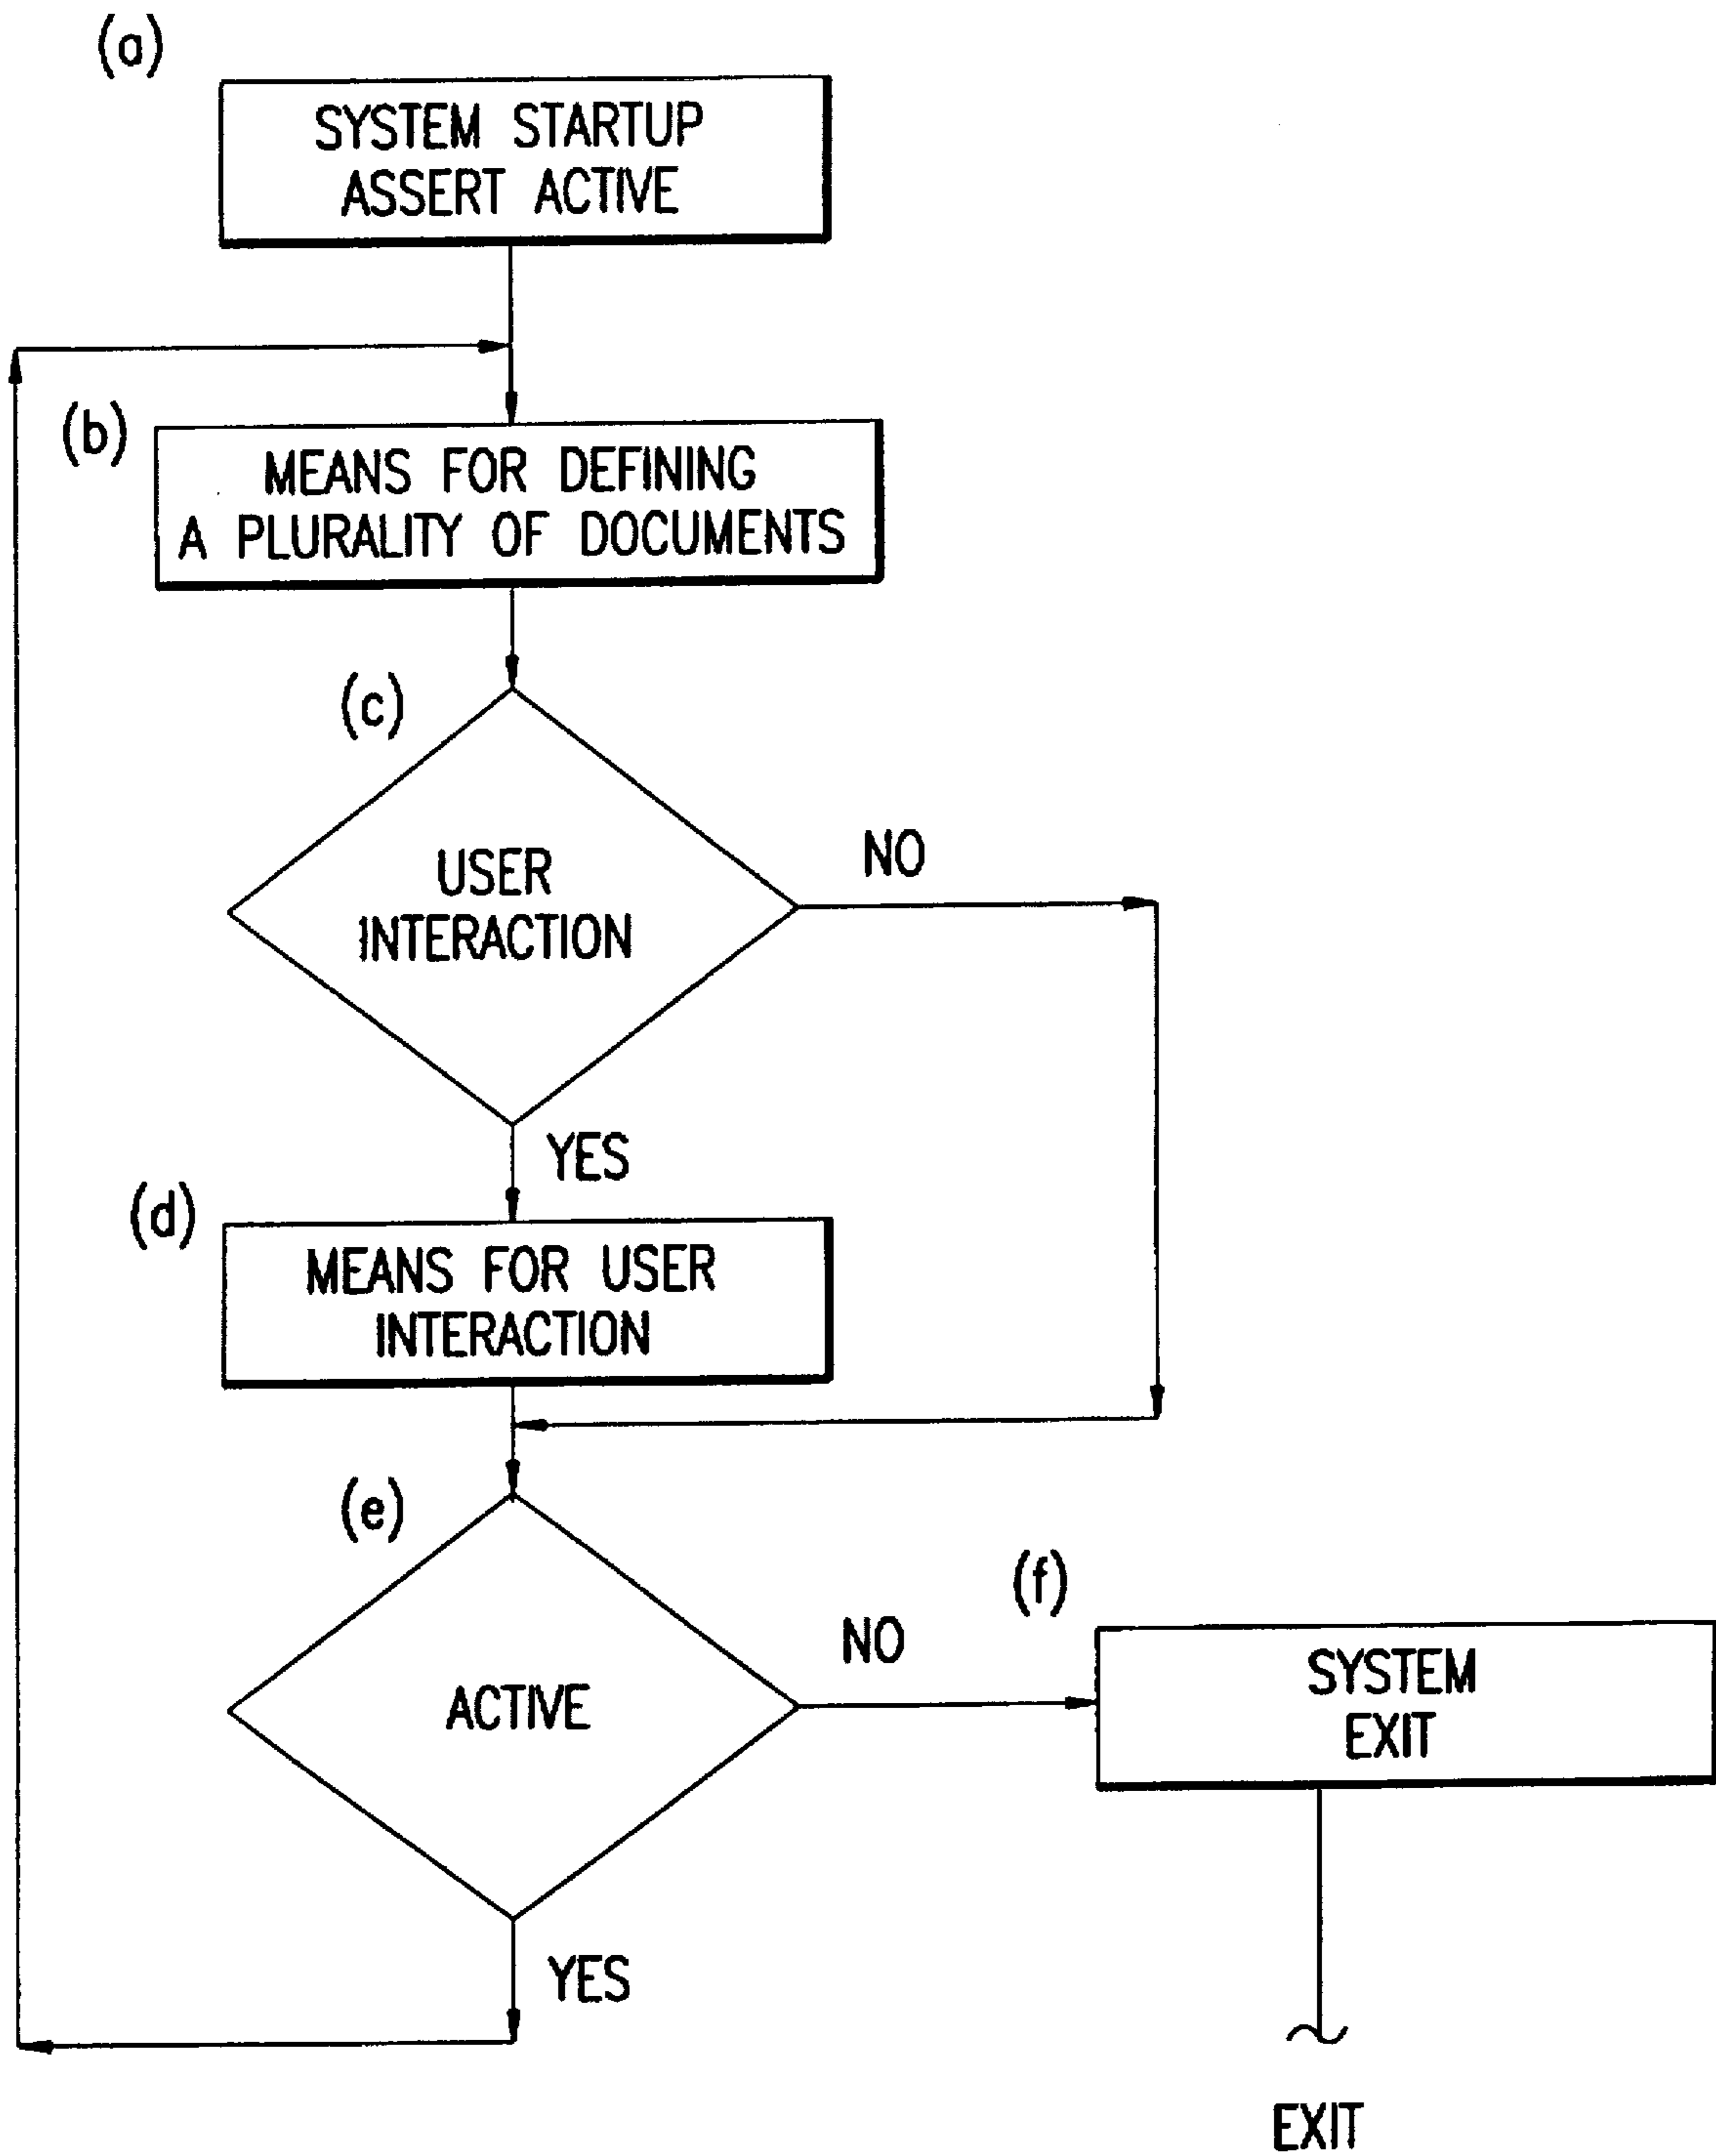 (a)
SYSTEM STARTUP
ASSERT ACTIVE
(b)
MEANS FOR DEFINING
A PLURALITY OF DOCUMENTS
(c)
USER
INTERACTION
NO
YES
(d)
MEANS FOR USER
INTERACTION
(e)
ACTIVE
NO
(f)
SYSTEM
EXIT
YES
EXIT